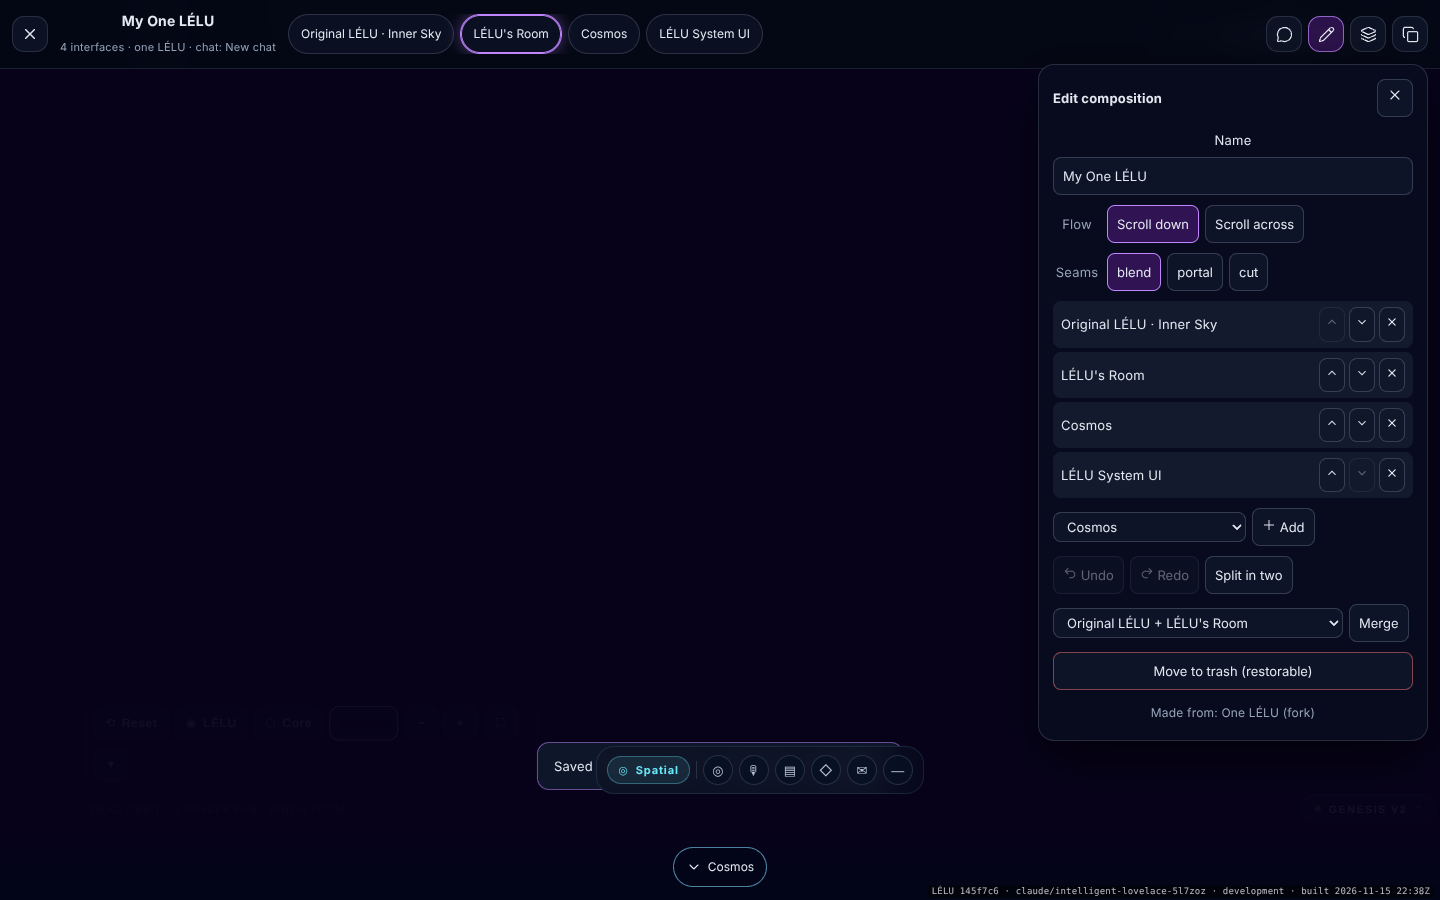 My One LÉLU
4 interfaces · one LÉLU · chat: New chat
Original LÉLU · Inner Sky
LÉLU's Room
Cosmos
LÉLU System UI
Edit composition
Name
My One LÉLU
Flow
Scroll down
Scroll across
Seams
blend
portal
cut
Original LÉLU · Inner Sky
LÉLU's Room
Cosmos
LÉLU System UI
Cosmos
Add
Undo
Redo
Split in two
Original LÉLU + LÉLU's Room
Merge
Move to trash (restorable)
Made from: One LÉLU (fork)
Reset
LÉLU
Core
Saved
Spatial
GENESIS V2
Cosmos
LÉLU 145f7c6 · claude/intelligent-lovelace-5l7zoz · development · built 2026-11-15 22:38Z